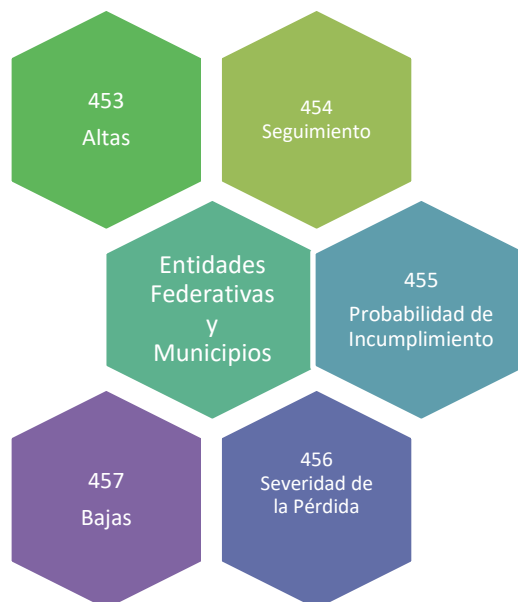 453
Altas
454
Seguimiento
Entidades
Federativas
y
Municipios
455
Probabilidad de
Incumplimiento
457
Bajas
456
Severidad de
la Pérdida